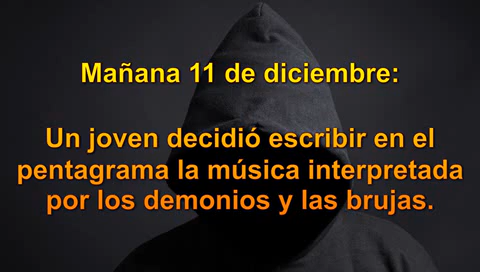 Mañana 11 de diciembre:
Un joven decidió escribir en el
pentagrama la música interpretada
por los demonios y las brujas.